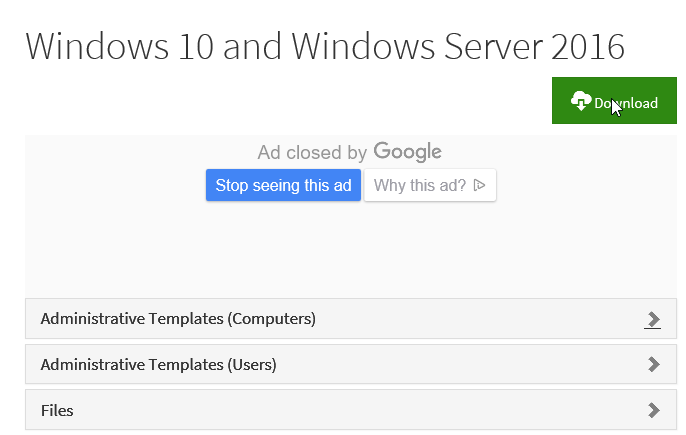 Windows 10 and Windows Server 2016
Download
Ad closed by Google
Stop seeing this ad
Why this ad?
Administrative Templates (Computers)
Administrative Templates (Users)
Files